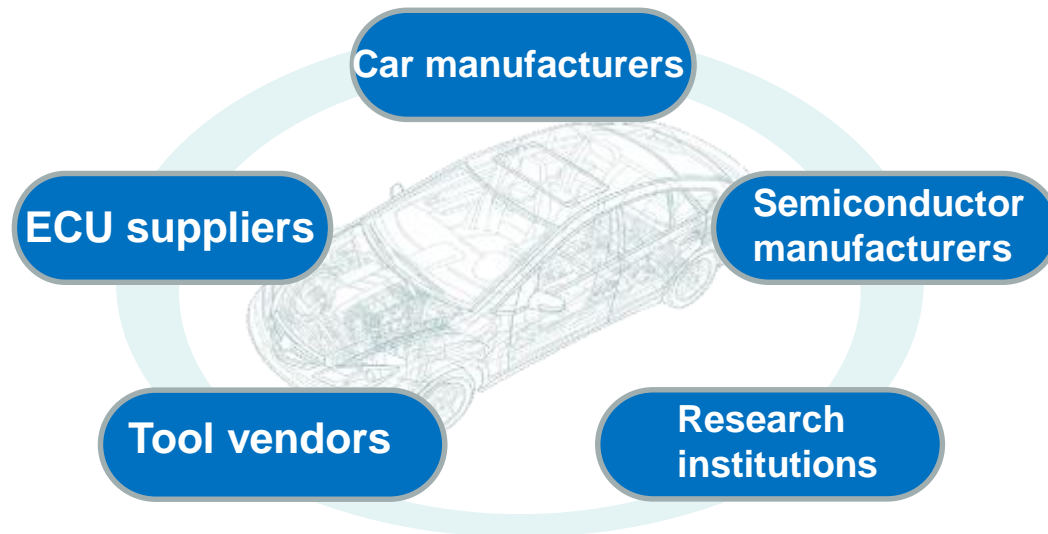 Car manufacturers
ECU suppliers
Semiconductor
manufacturers
Tool vendors
Research
institutions